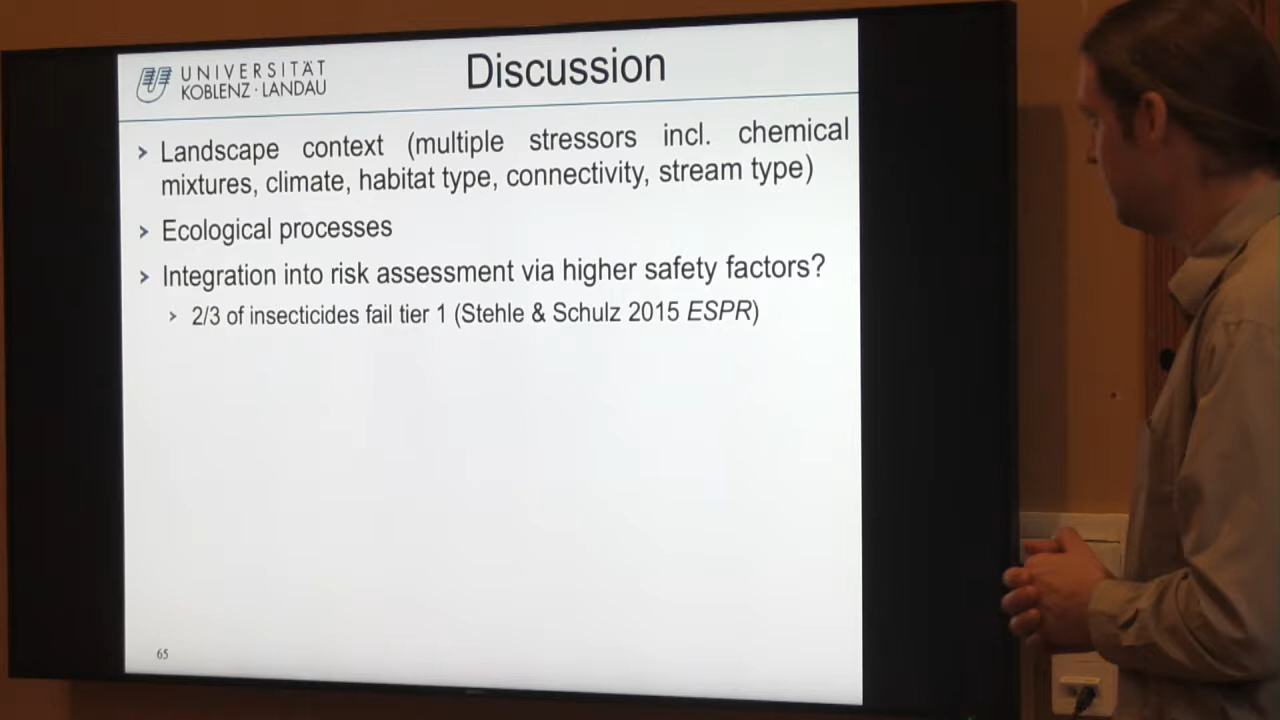 UNIVERSITÄT
KOBLENZ · LANDAU
Discussion
› Landscape context (multiple stressors incl. chemical
mixtures, climate, habitat type, connectivity, stream type)
› Ecological processes
› Integration into risk assessment via higher safety factors?
› 2/3 of insecticides fail tier 1 (Stehle & Schulz 2015 ESPR)
65